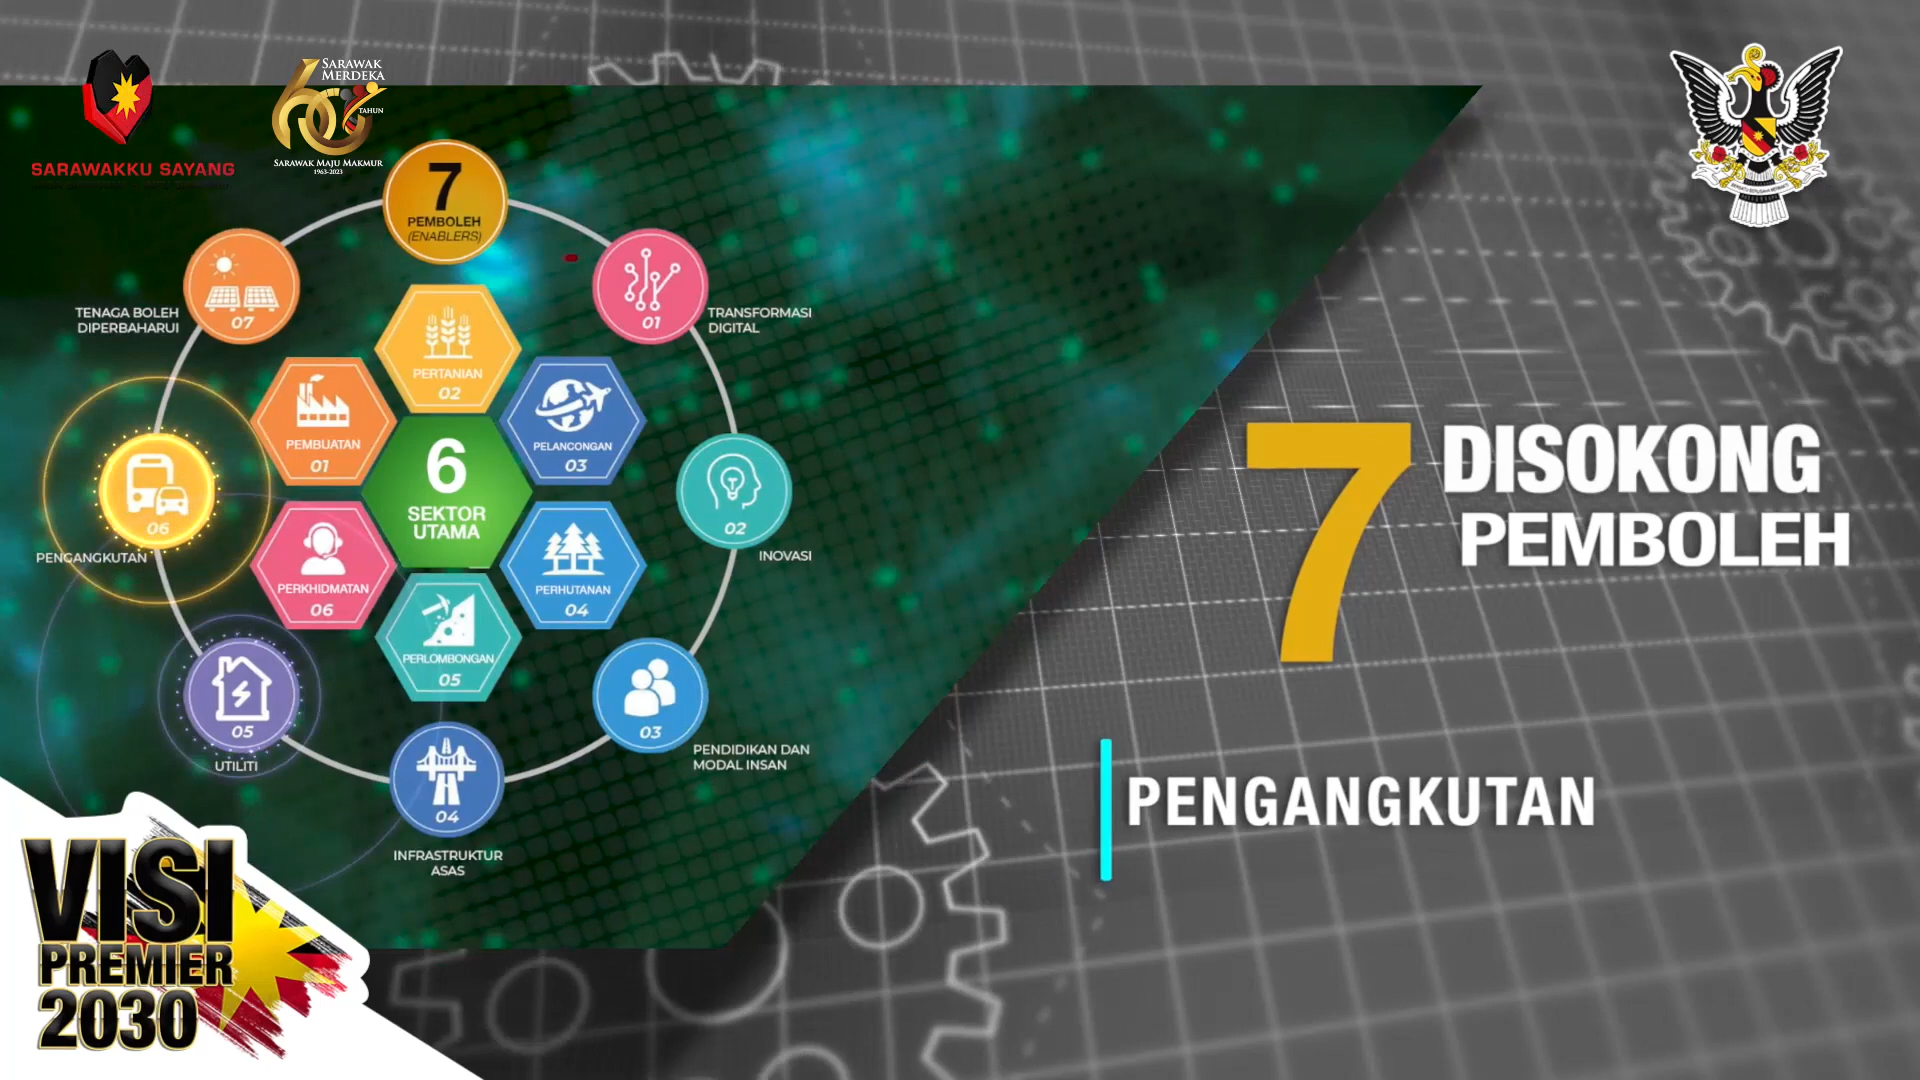 SARAWAKKU SAYANG
SARAWAK
MERDEKA
60
TAHUN
SARAWAK MAJU MAKMUR
1963-2023
7
PEMBOLEH
(ENABLERS)
01
TRANSFORMASI
DIGITAL
02
INOVASI
03
PENDIDIKAN DAN
MODAL INSAN
04
INFRASTRUKTUR
ASAS
05
UTILITI
06
PENGANGKUTAN
07
TENAGA BOLEH
DIPERBAHARUI
6
SEKTOR
UTAMA
PEMBUATAN
01
PERTANIAN
02
PELANCONGAN
03
PERHUTANAN
04
PERLOMBONGAN
05
PERKHIDMATAN
06
7 DISOKONG
PEMBOLEH
PENGANGKUTAN
VISI
PREMIER
2030